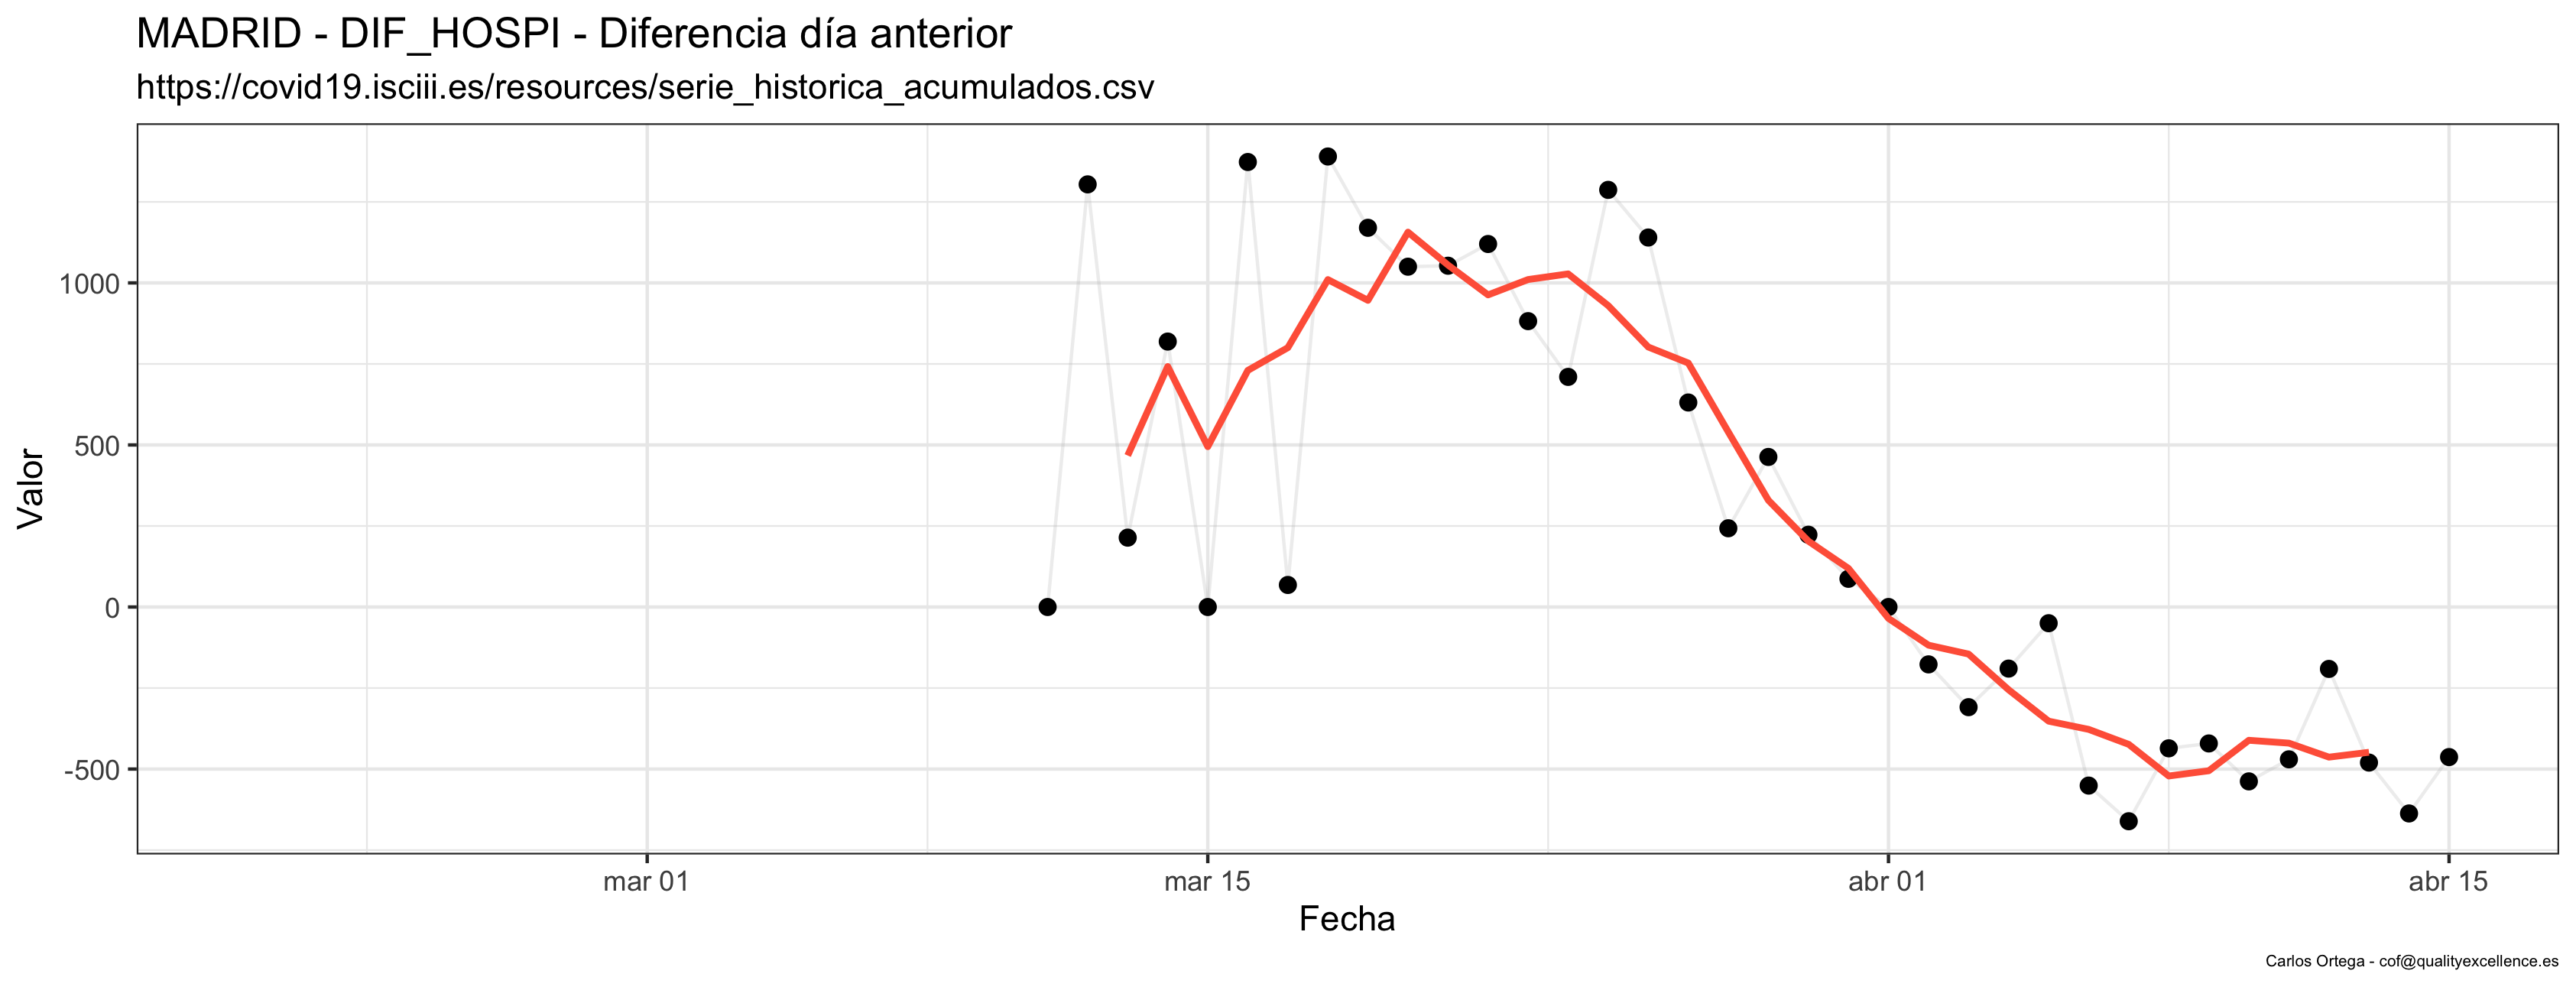 MADRID - DIF_HOSPI - Diferencia día anterior
https://covid19.isciii.es/resources/serie_historica_acumulados.csv
Valor
1000
500
0
-500
mar 01
mar 15
abr 01
abr 15
Fecha
Carlos Ortega - cof@qualityexcellence.es